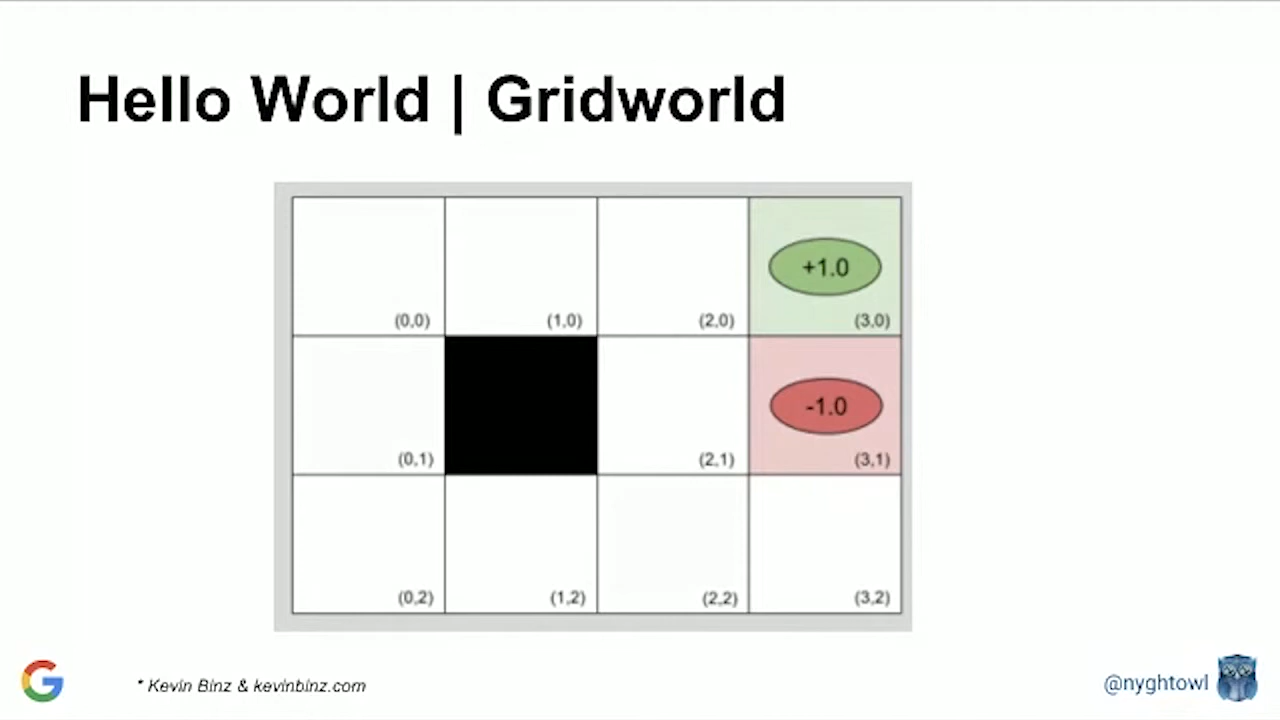 Hello World | Gridworld
+1.0
(0,0) (1,0) (2,0) (3,0)
-1.0
(0,1) (2,1) (3,1)
(0,2) (1,2) (2,2) (3,2)
* Kevin Binz & kevinbinz.com
@nyghtowl